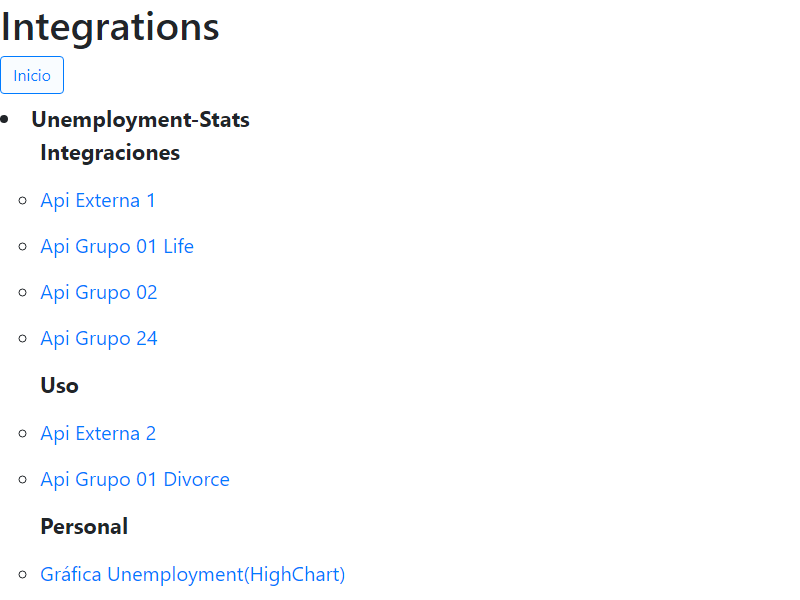 Integrations
Inicio
Unemployment-Stats
Integraciones
Api Externa 1
Api Grupo 01 Life
Api Grupo 02
Api Grupo 24
Uso
Api Externa 2
Api Grupo 01 Divorce
Personal
Gráfica Unemployment(HighChart)